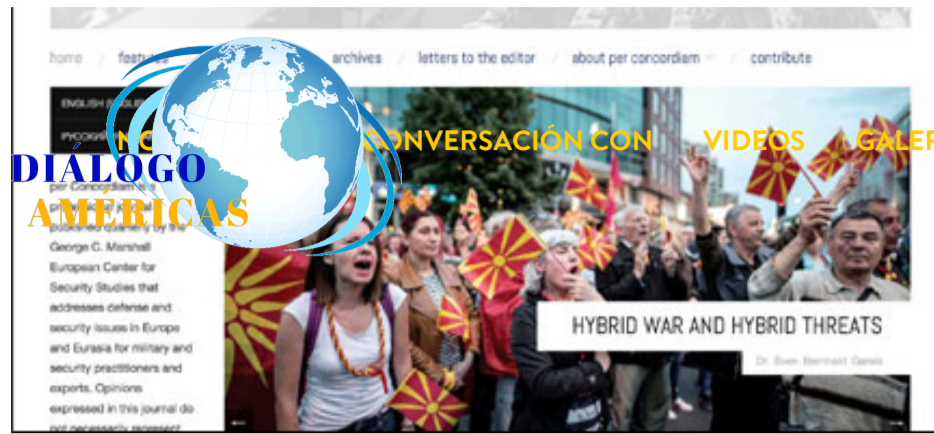 home / features archives / letters to the editor / about per concordiam / contribute
ENGLISH
CONVERSACIÓN CON VIDEOS
DIÁLOGO
AMÉRICAS
per Concordiam is a
published quarterly by the
George C. Marshall
European Center for
Security Studies that
addresses defense and
security issues in Europe
and Eurasia for military and
security practitioners and
experts. Opinions
expressed in this journal do
not necessarily represent
HYBRID WAR AND HYBRID THREATS
Dr. Sven Bernhard Gareis